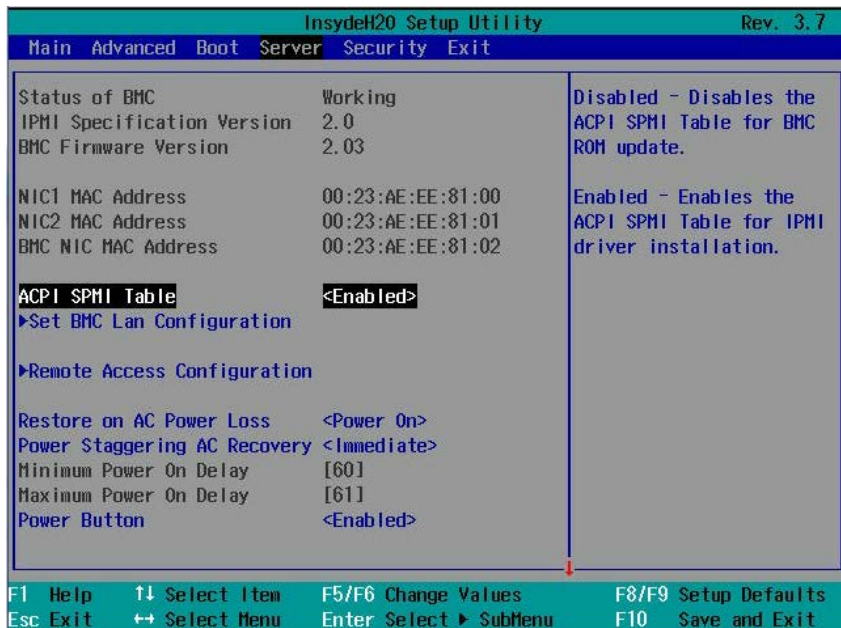 InsydeH2O Setup Utility Rev. 3.7
Main Advanced Boot Server Security Exit
Status of BMC Working
IPMI Specification Version 2.0
BMC Firmware Version 2.03
NIC1 MAC Address 00:23:AE:EE:81:00
NIC2 MAC Address 00:23:AE:EE:81:01
BMC NIC MAC Address 00:23:AE:EE:81:02
ACPI SPMI Table <Enabled>
▶Set BMC Lan Configuration
▶Remote Access Configuration
Restore on AC Power Loss <Power On>
Power Staggering AC Recovery <Immediate>
Minimum Power On Delay [60]
Maximum Power On Delay [61]
Power Button <Enabled>
Disabled - Disables the
ACPI SPMI Table for BMC
ROM update.
Enabled - Enables the
ACPI SPMI Table for IPMI
driver installation.
F1 Help ↑↓ Select Item F5/F6 Change Values F8/F9 Setup Defaults
Esc Exit ↔ Select Menu Enter Select ▶ SubMenu F10 Save and Exit